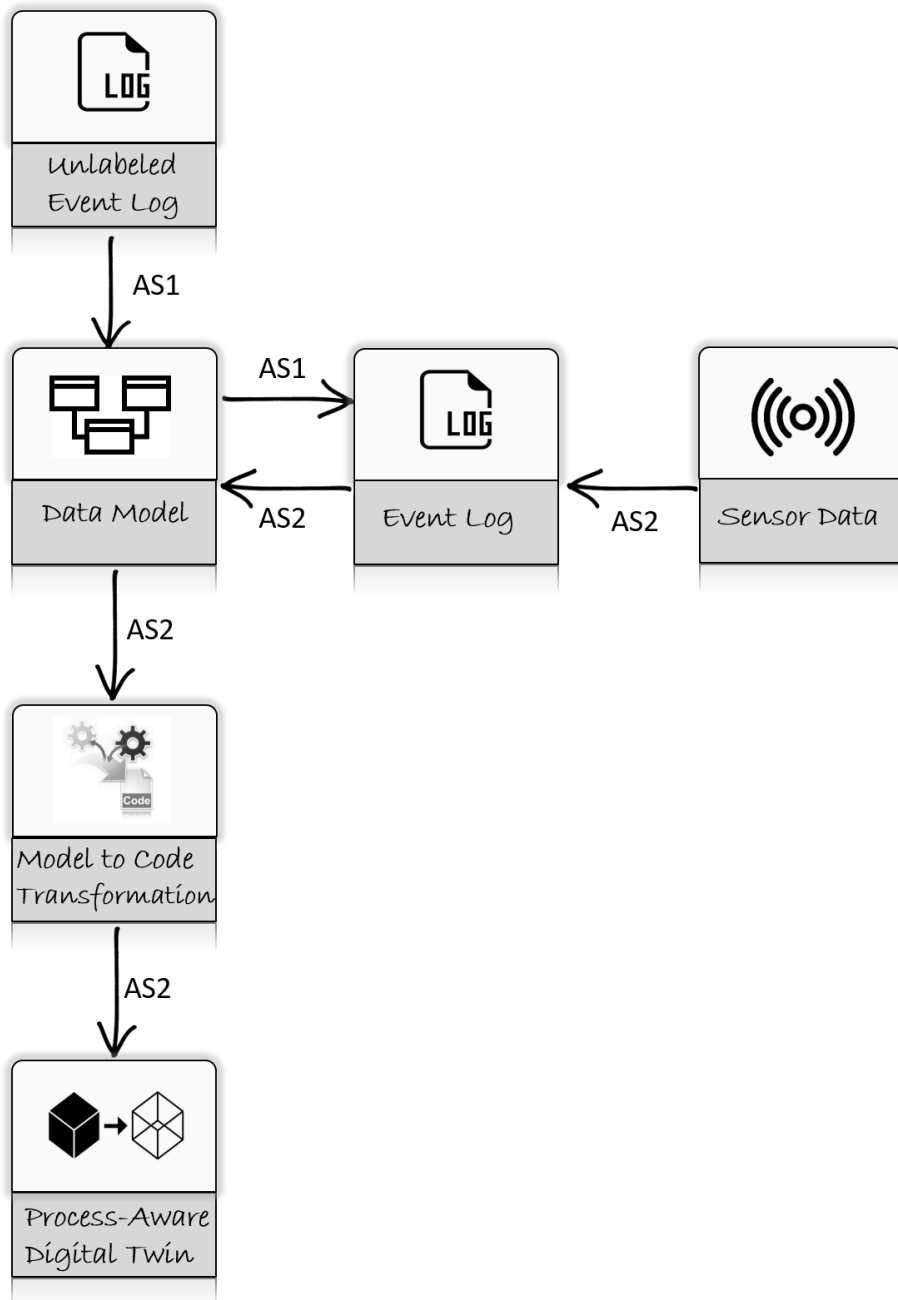 LOG
Unlabeled
Event Log
AS1
AS1
LOG
Data Model
AS2
Event Log
AS2
Sensor Data
AS2
Code
Model to Code
Transformation
AS2
Process-Aware
Digital Twin